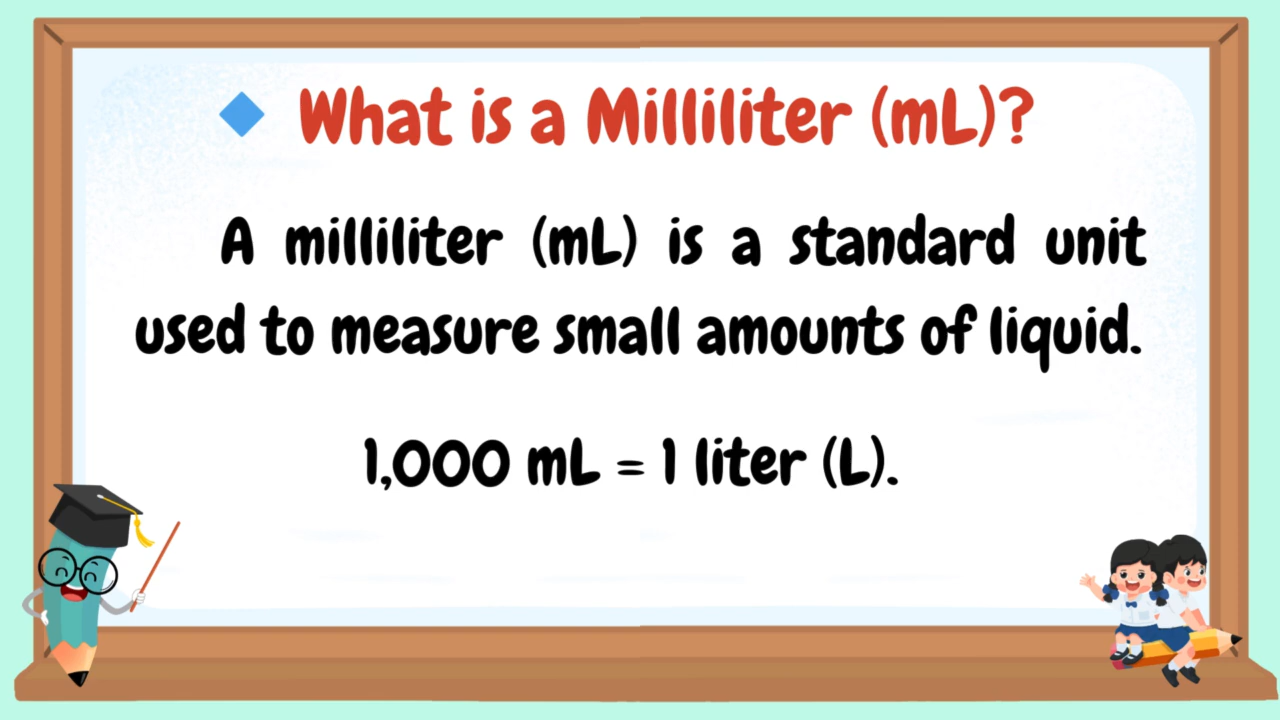 What is a Milliliter (mL)?
A milliliter (mL) is a standard unit
used to measure small amounts of liquid.
1,000 mL = 1 liter (L).